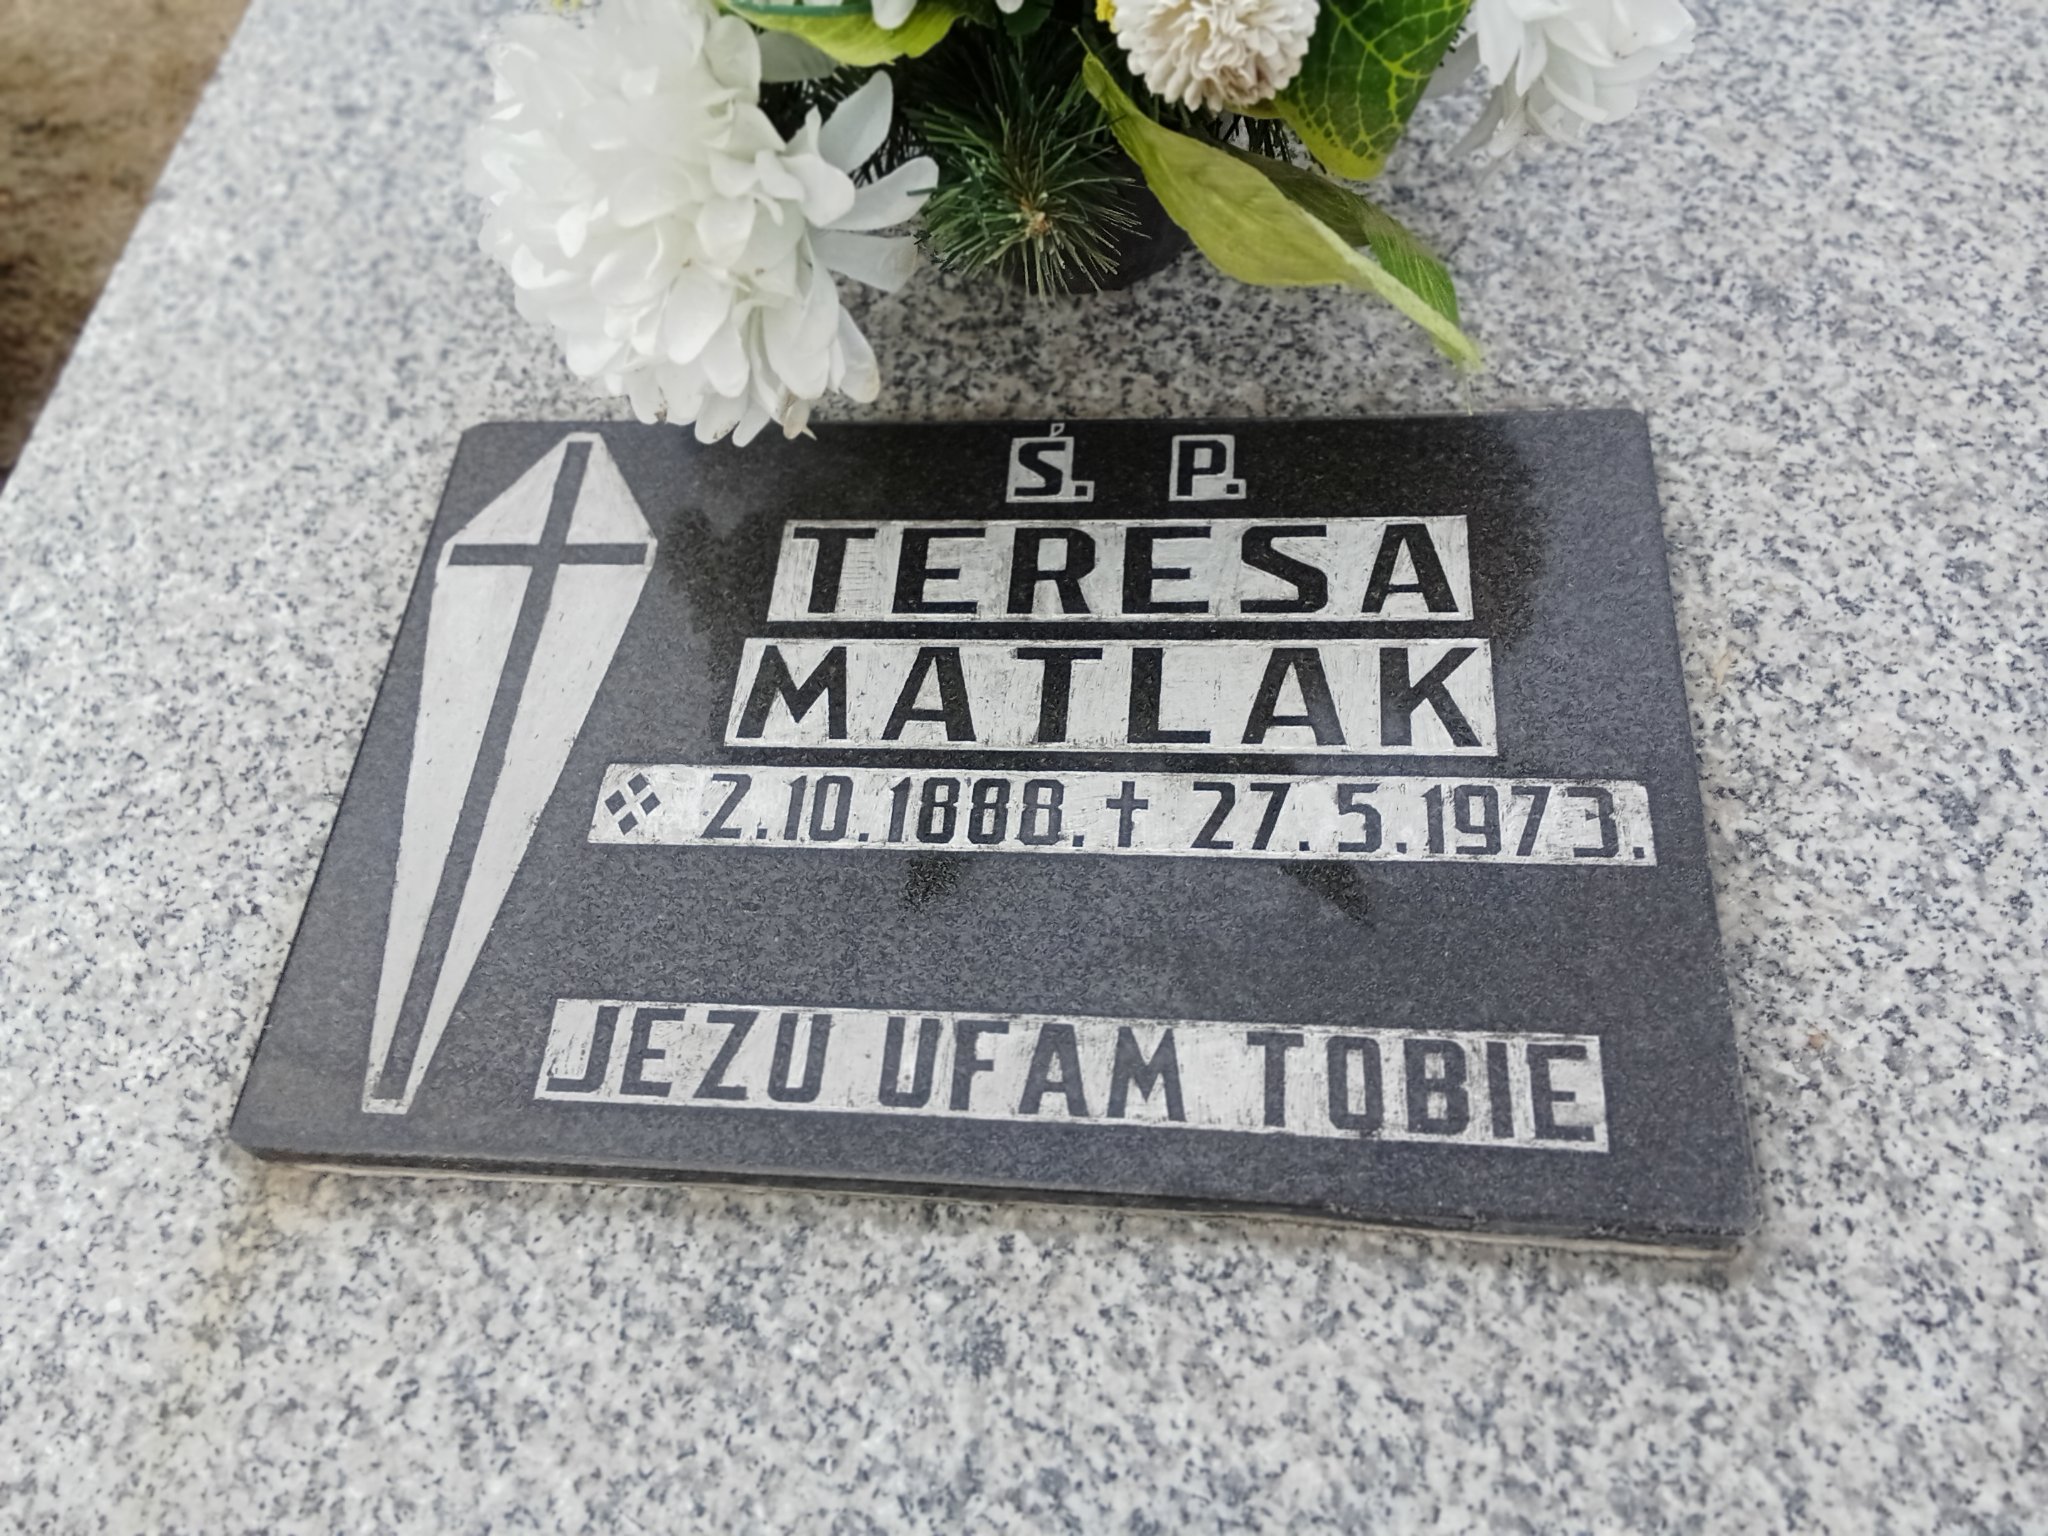 Ś. P.
TERESA
MATLAK
2.10.1888. † 27.5.1973.
JEZU UFAM TOBIE